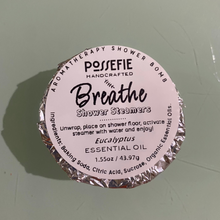 AROMATHERAPY SHOWER BOMB
POSSEFIE
HANDCRAFTED
Breathe
Shower Steamers
Unwrap, place on shower floor, activate
steamer with water and enjoy!
Eucalyptus
ESSENTIAL OIL
1.55oz / 43.97g
Ingredients: Baking Soda, Citric Acid, Sucrose, Organic Essential Oils.